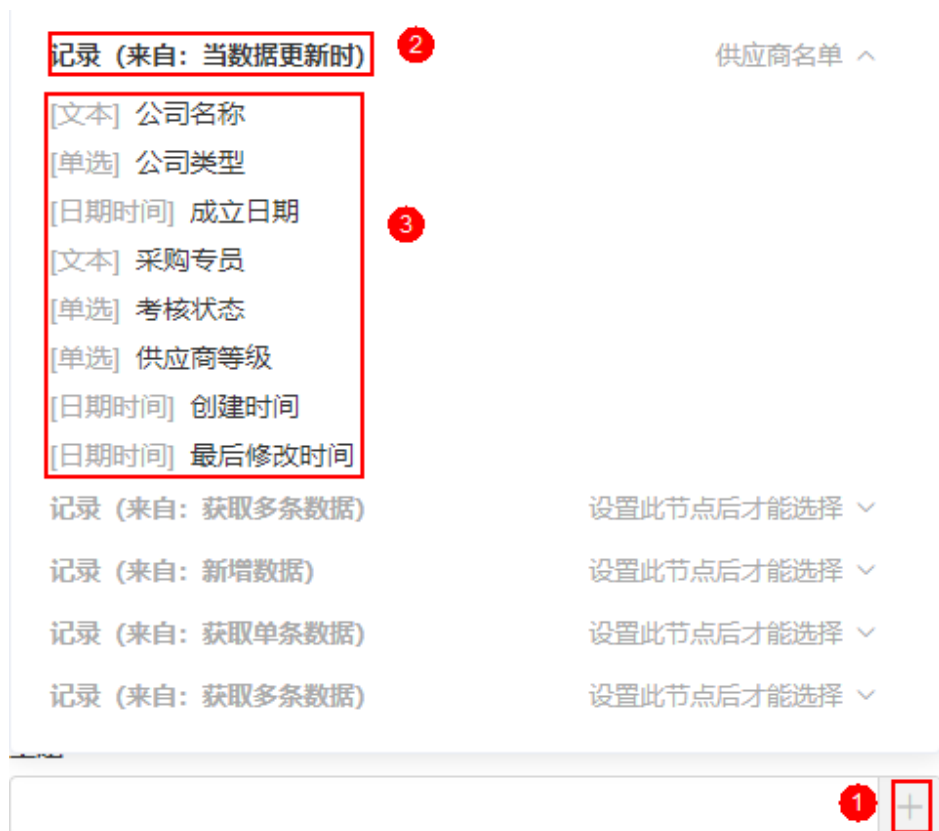 记录（来自：当数据更新时） 2 供应商名单
[文本] 公司名称
[单选] 公司类型
[日期时间] 成立日期
3
[文本] 采购专员
[单选] 考核状态
[单选] 供应商等级
[日期时间] 创建时间
[日期时间] 最后修改时间
记录（来自：获取多条数据） 设置此节点后才能选择
记录（来自：新增数据） 设置此节点后才能选择
记录（来自：获取单条数据） 设置此节点后才能选择
记录（来自：获取多条数据） 设置此节点后才能选择
1 +